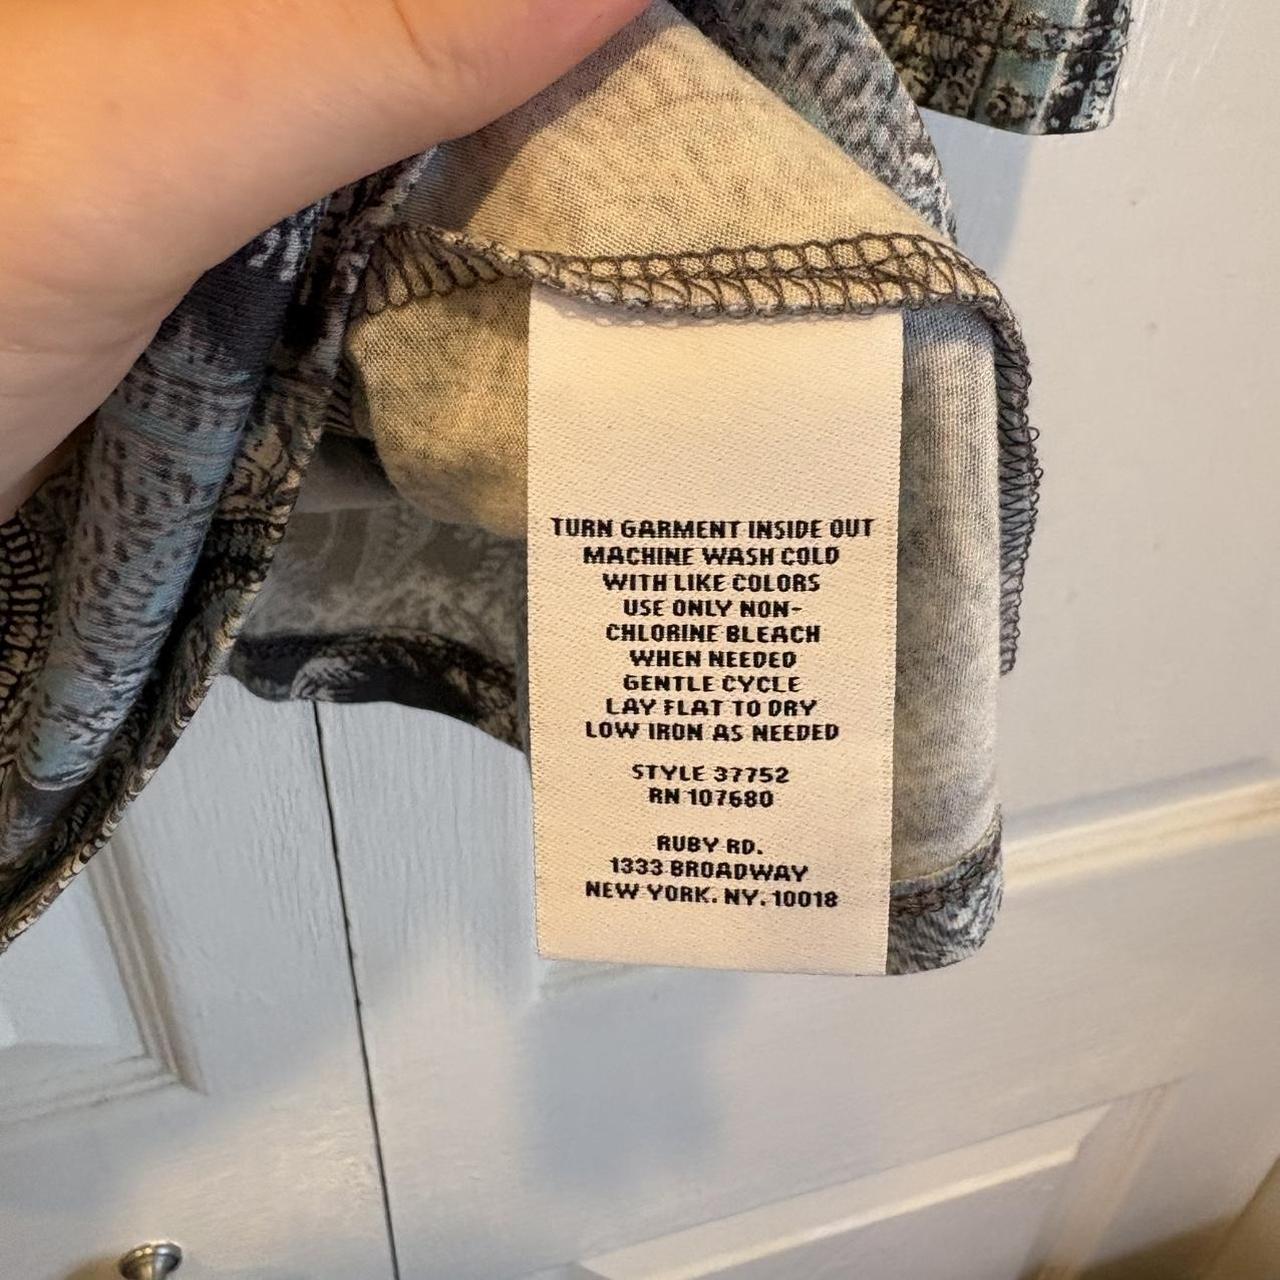 TURN GARMENT INSIDE OUT
MACHINE WASH COLD
WITH LIKE COLORS
USE ONLY NON-
CHLORINE BLEACH
WHEN NEEDED
GENTLE CYCLE
LAY FLAT TO DRY
LOW IRON AS NEEDED
STYLE 37752
RN 107680
RUBY RD.
1333 BROADWAY
NEW YORK. NY. 10018